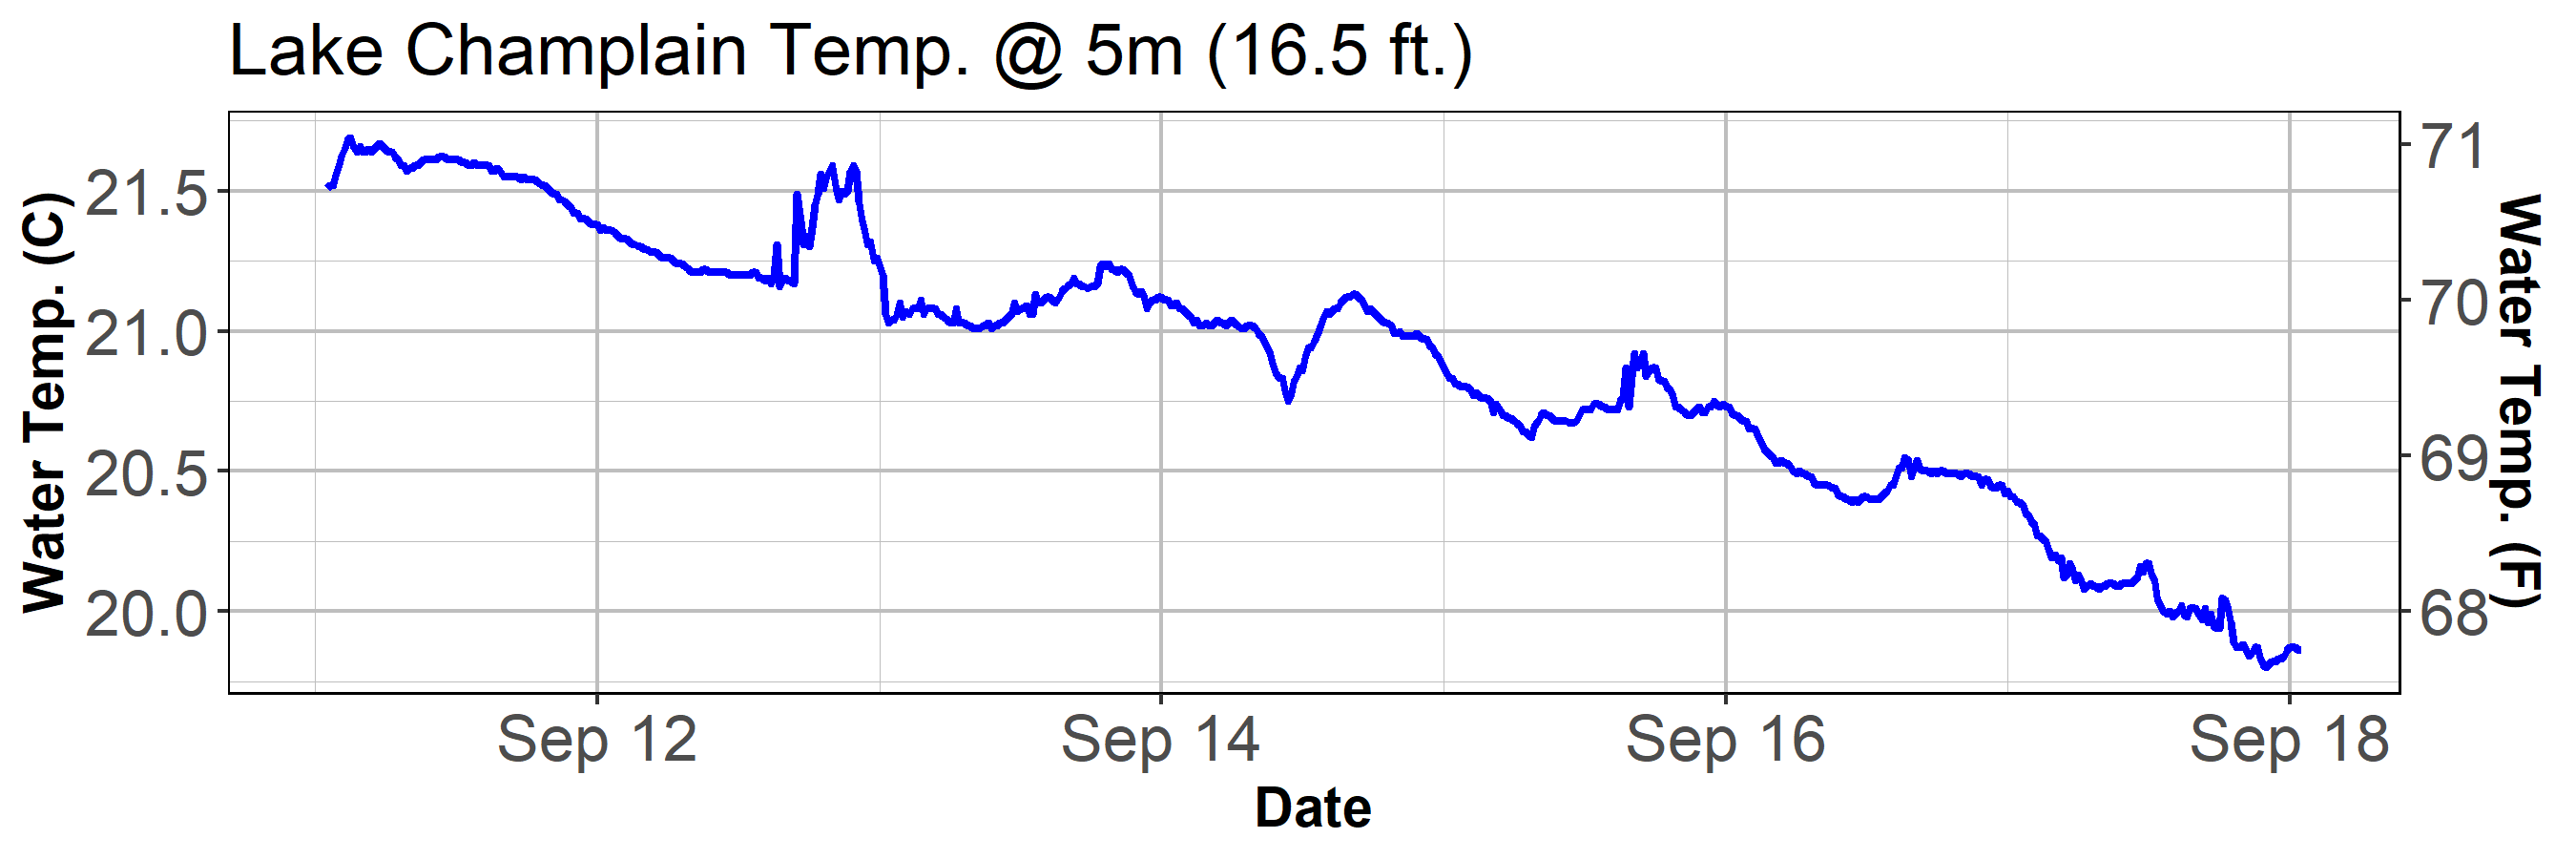 Lake Champlain Temp. @ 5m (16.5 ft.)
Water Temp. (C)
21.5
21.0
20.5
20.0
71
70
69
68
Water Temp. (F)
Sep 12
Sep 14
Sep 16
Sep 18
Date